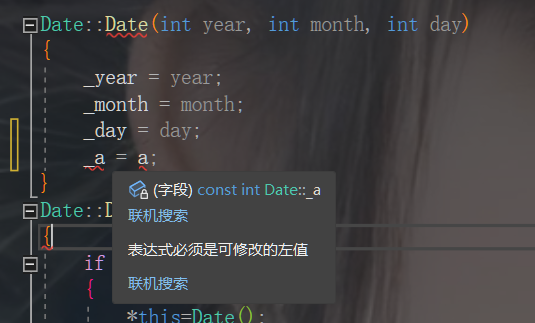 Date::Date(int year, int month, int day)
{
_year = year;
_month = month;
_day = day;
_a = a;
}
(字段) const int Date::_a
联机搜索
表达式必须是可修改的左值
联机搜索
Date::D
{
if
{
*this=Date();